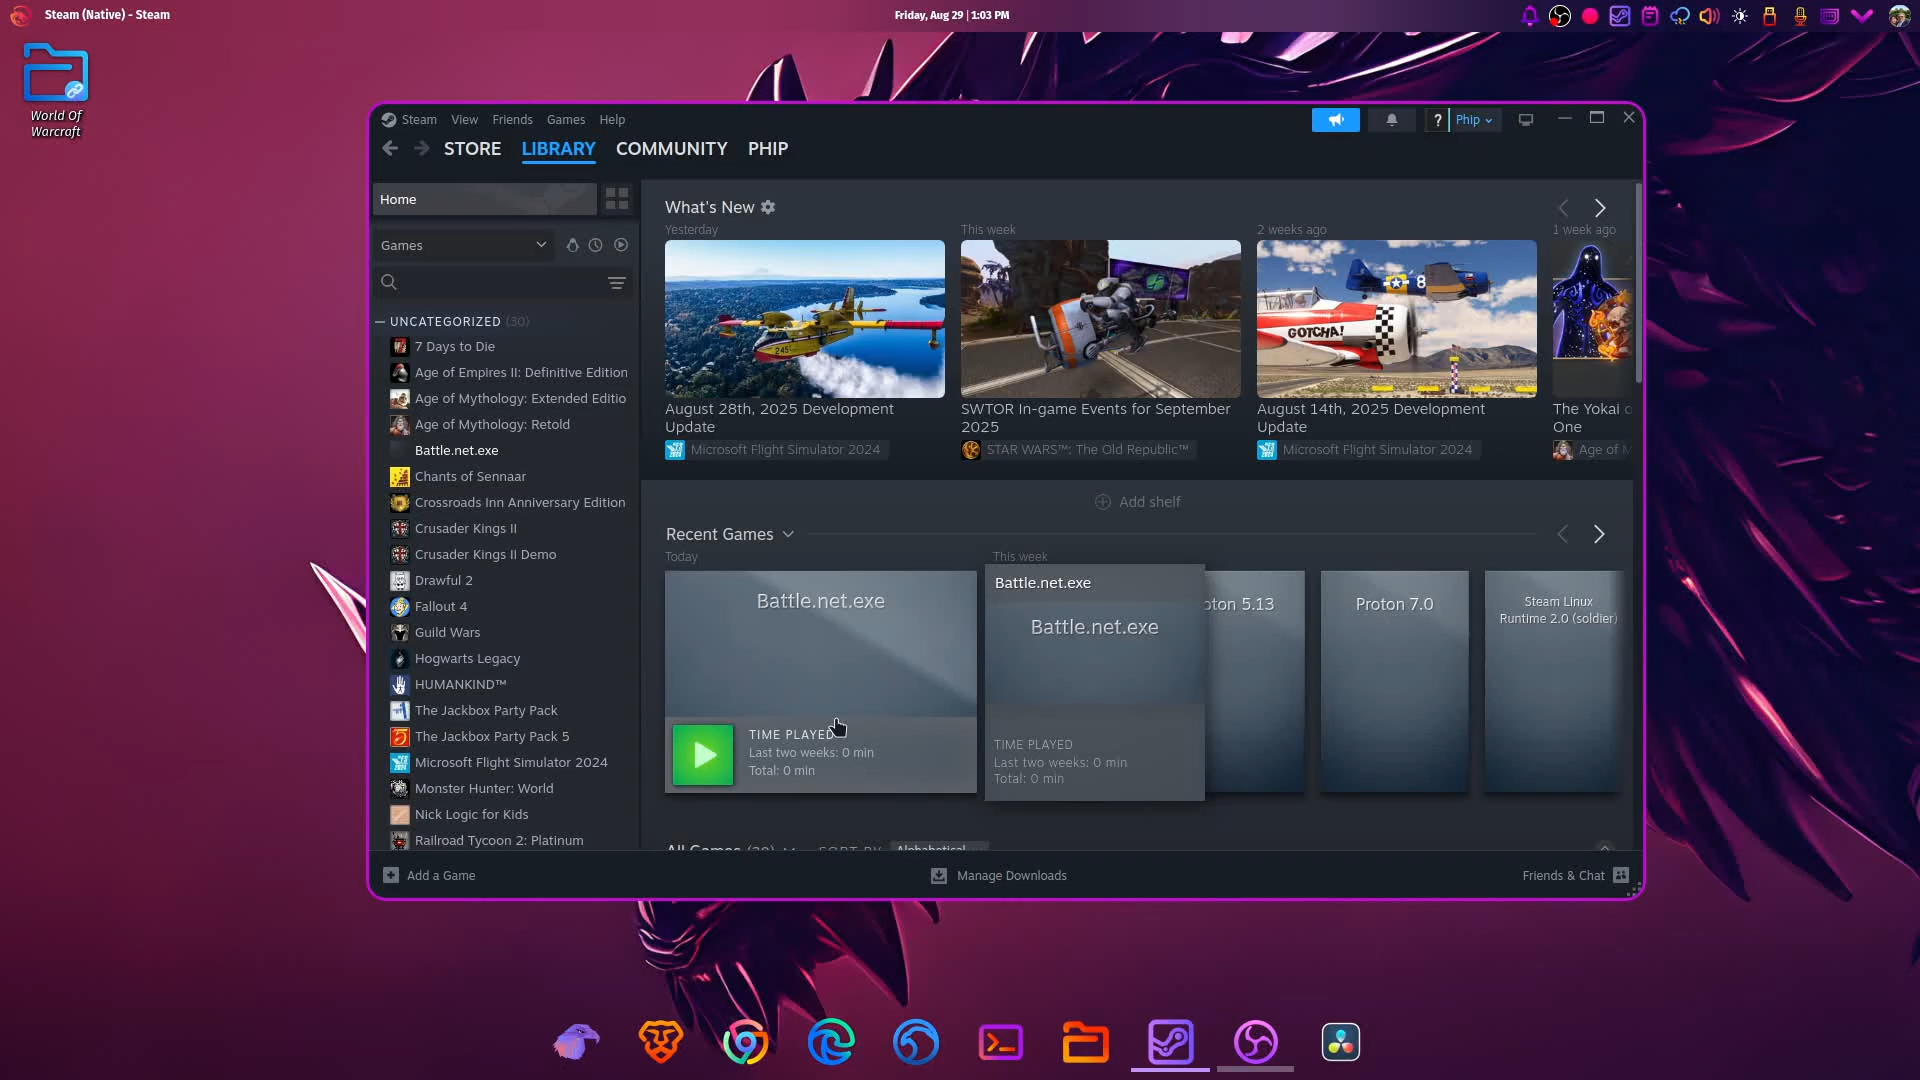 Steam (Native) - Steam
Friday, Aug 29 | 1:03 PM
World Of
Warcraft
Steam View Friends Games Help
? Phip
STORE LIBRARY COMMUNITY PHIP
Home
Games
UNCATEGORIZED (30)
7 Days to Die
Age of Empires II: Definitive Edition
Age of Mythology: Extended Editio
Age of Mythology: Retold
Battle.net.exe
Chants of Sennaar
Crossroads Inn Anniversary Edition
Crusader Kings II
Crusader Kings II Demo
Drawful 2
Fallout 4
Guild Wars
Hogwarts Legacy
HUMANKIND™
The Jackbox Party Pack
The Jackbox Party Pack 5
Microsoft Flight Simulator 2024
Monster Hunter: World
Nick Logic for Kids
Railroad Tycoon 2: Platinum
What's New
Yesterday
245
August 28th, 2025 Development
Update
Microsoft Flight Simulator 2024
This week
SWTOR In-game Events for September
2025
STAR WARS™: The Old Republic™
2 weeks ago
8
GOTCHA!
August 14th, 2025 Development
Update
Microsoft Flight Simulator 2024
1 week ago
The Yokai
One
Age of M
Add shelf
Recent Games
Today
Battle.net.exe
TIME PLAYED
Last two weeks: 0 min
Total: 0 min
This week
Battle.net.exe
Battle.net.exe
TIME PLAYED
Last two weeks: 0 min
Total: 0 min
oton 5.13
Proton 7.0
Steam Linux
Runtime 2.0 (soldier)
All Games (30) SORT BY Alphabetical
Add a Game
Manage Downloads
Friends & Chat